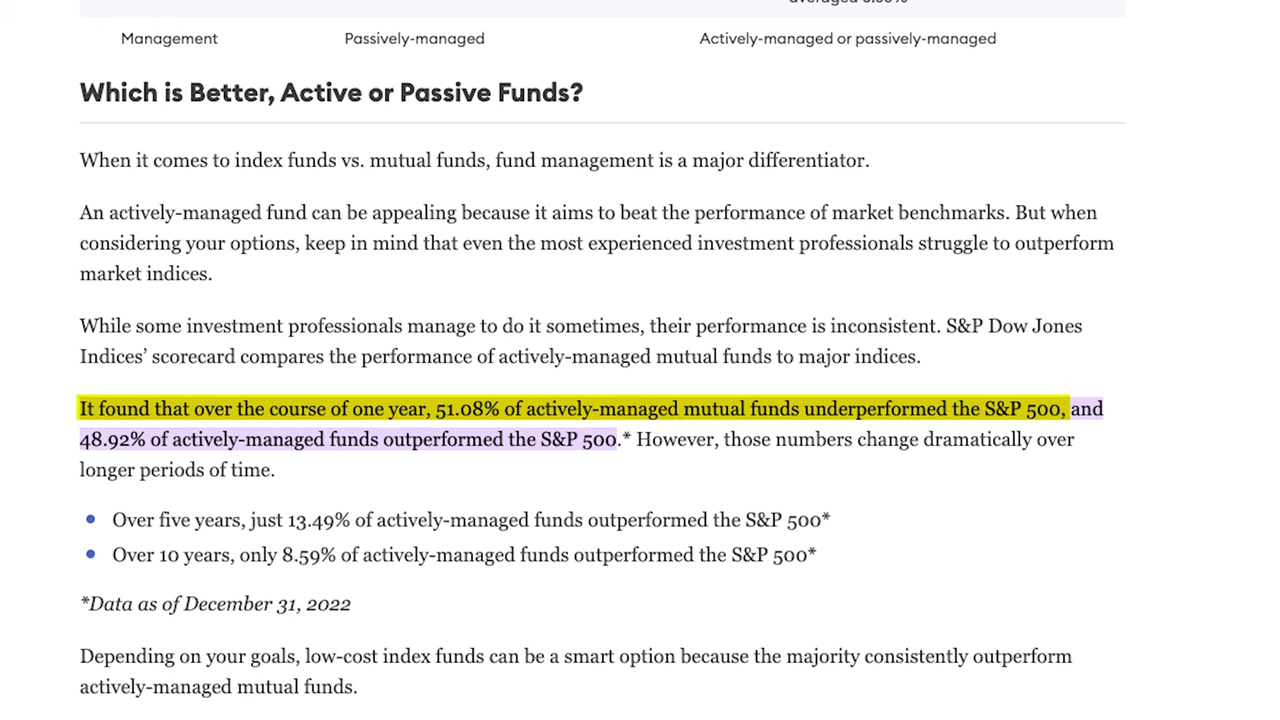 averaged
Management Passively-managed Actively-managed or passively-managed
Which is Better, Active or Passive Funds?
When it comes to index funds vs. mutual funds, fund management is a major differentiator.
An actively-managed fund can be appealing because it aims to beat the performance of market benchmarks. But when
considering your options, keep in mind that even the most experienced investment professionals struggle to outperform
market indices.
While some investment professionals manage to do it sometimes, their performance is inconsistent. S&P Dow Jones
Indices’ scorecard compares the performance of actively-managed mutual funds to major indices.
It found that over the course of one year, 51.08% of actively-managed mutual funds underperformed the S&P 500, and
48.92% of actively-managed funds outperformed the S&P 500.* However, those numbers change dramatically over
longer periods of time.
• Over five years, just 13.49% of actively-managed funds outperformed the S&P 500*
• Over 10 years, only 8.59% of actively-managed funds outperformed the S&P 500*
*Data as of December 31, 2022
Depending on your goals, low-cost index funds can be a smart option because the majority consistently outperform
actively-managed mutual funds.